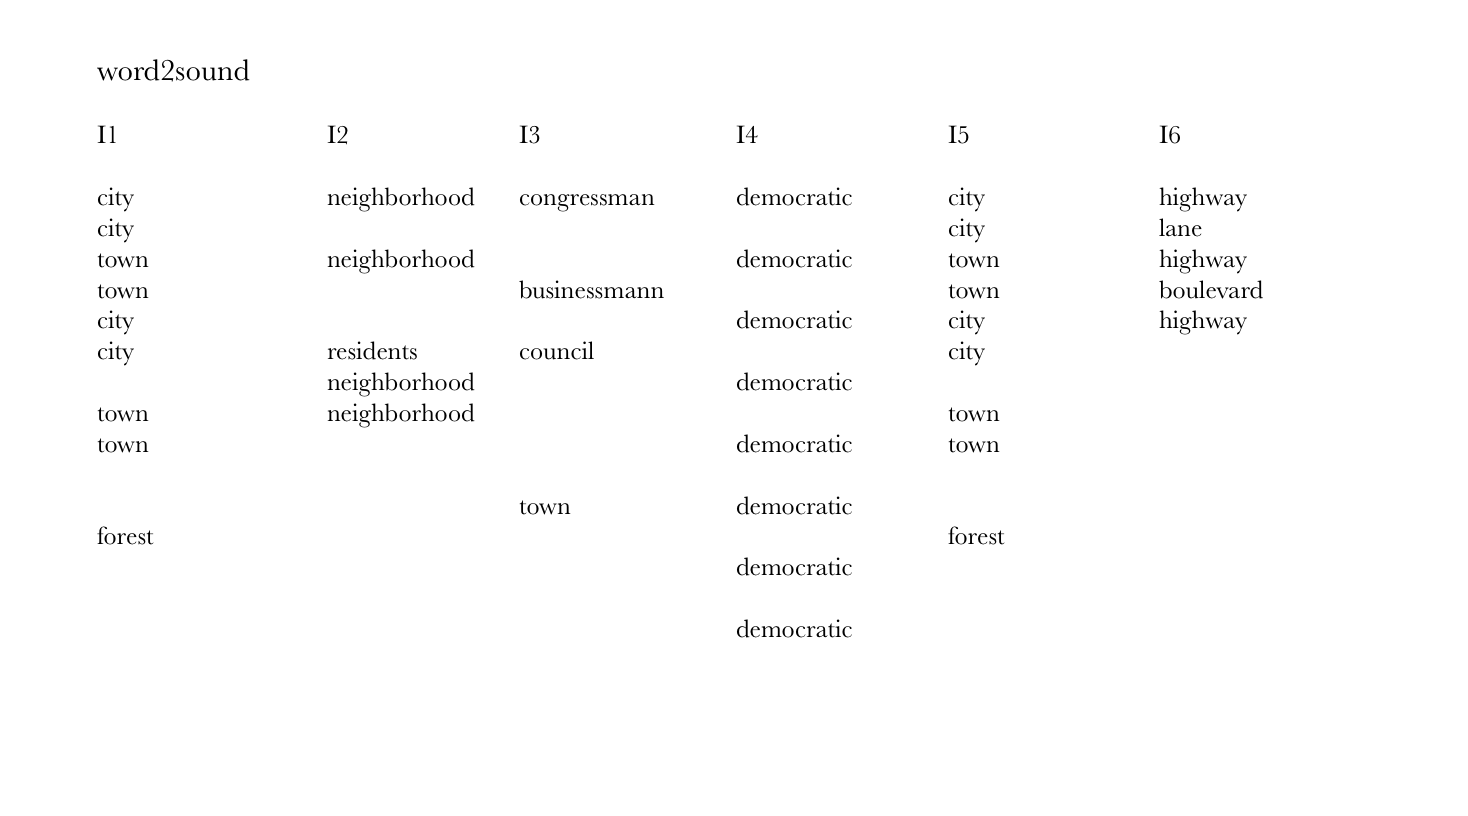 word2sound
I1 I2 I3 I4 I5 I6
city neighborhood congressman democratic city highway
city city lane
town neighborhood democratic town highway
town businessmann town boulevard
city democratic city highway
city residents council city
neighborhood democratic
town neighborhood town
town democratic town
town democratic
forest forest
democratic
democratic